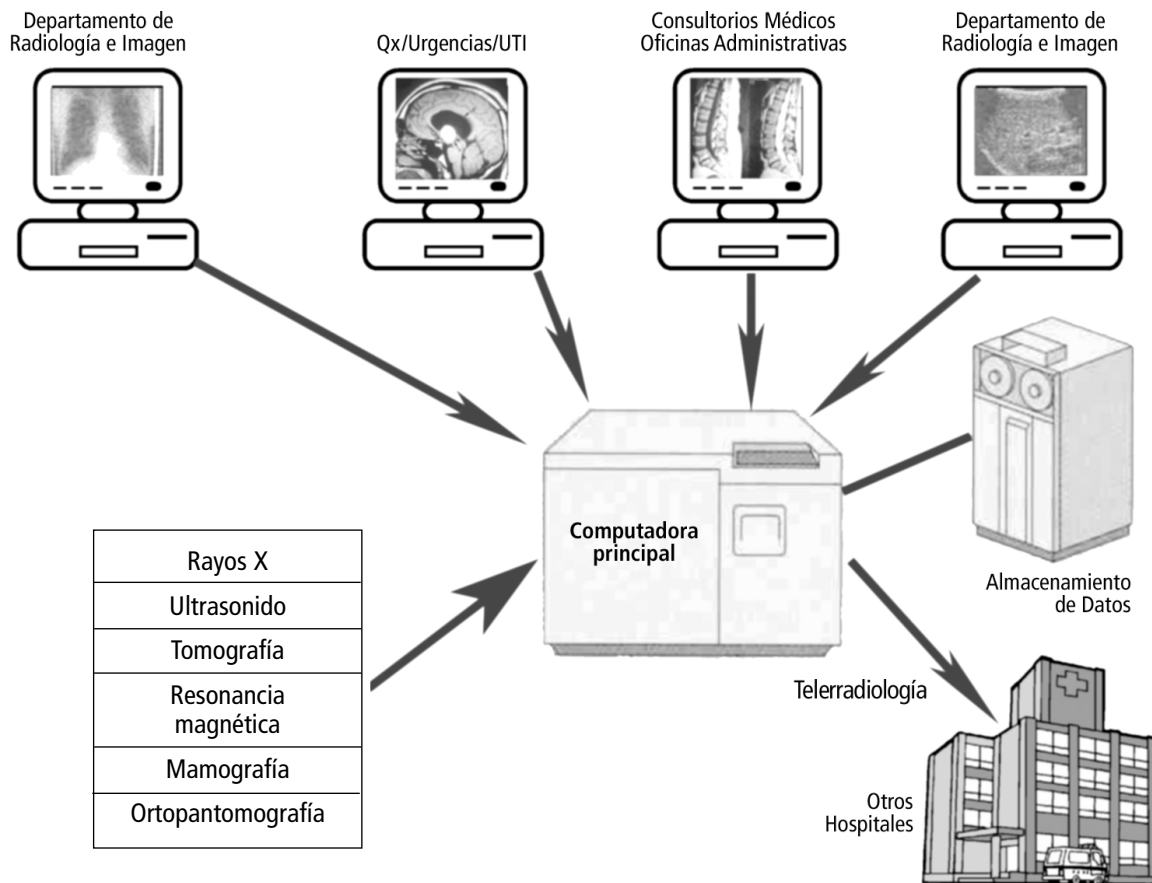 Departamento de
Radiología e Imagen
Qx/Urgencias/UTI
Consultorios Médicos
Oficinas Administrativas
Departamento de
Radiología e Imagen
Computadora
principal
Almacenamiento
de Datos
Rayos X
Ultrasonido
Tomografía
Resonancia
magnética
Mamografía
Ortopantomografía
Telerradiología
Otros
Hospitales